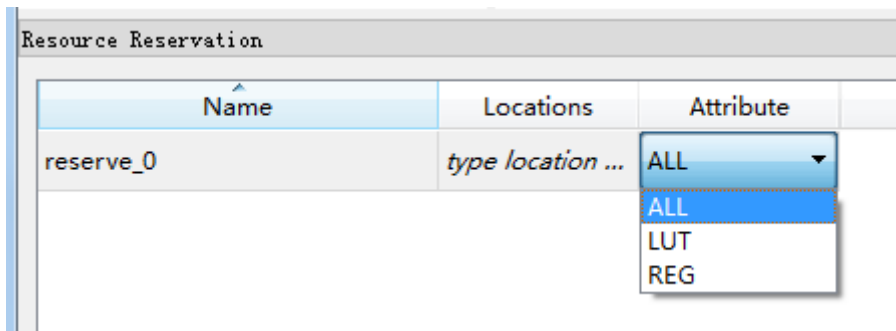 Resource Reservation
Name Locations Attribute
reserve_0 type location ... ALL
ALL
LUT
REG